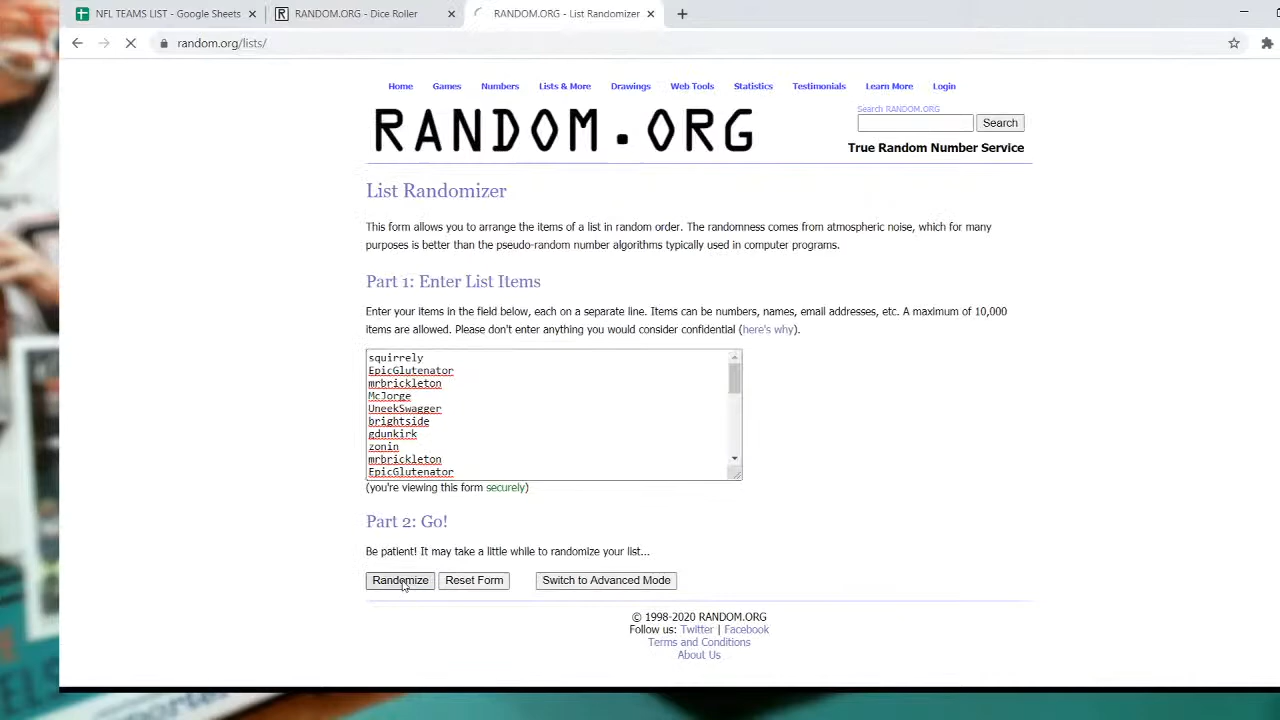 NFL TEAMS LIST - Google Sheets
RANDOM.ORG - Dice Roller
RANDOM.ORG - List Randomizer
random.org/lists/
Home Games Numbers Lists & More Drawings Web Tools Statistics Testimonials Learn More Login
RANDOM.ORG
Search RANDOM.ORG
Search
True Random Number Service
List Randomizer
This form allows you to arrange the items of a list in random order. The randomness comes from atmospheric noise, which for many
purposes is better than the pseudo-random number algorithms typically used in computer programs.
Part 1: Enter List Items
Enter your items in the field below, each on a separate line. Items can be numbers, names, email addresses, etc. A maximum of 10,000
items are allowed. Please don't enter anything you would consider confidential (here's why).
squirrely
EpicGlutenator
mrbrickleton
McJorge
UneekSwagger
brightside
gdunkirk
zonin
mrbrickleton
EpicGlutenator
(you're viewing this form securely)
Part 2: Go!
Be patient! It may take a little while to randomize your list...
Randomize Reset Form Switch to Advanced Mode
© 1998-2020 RANDOM.ORG
Follow us: Twitter | Facebook
Terms and Conditions
About Us